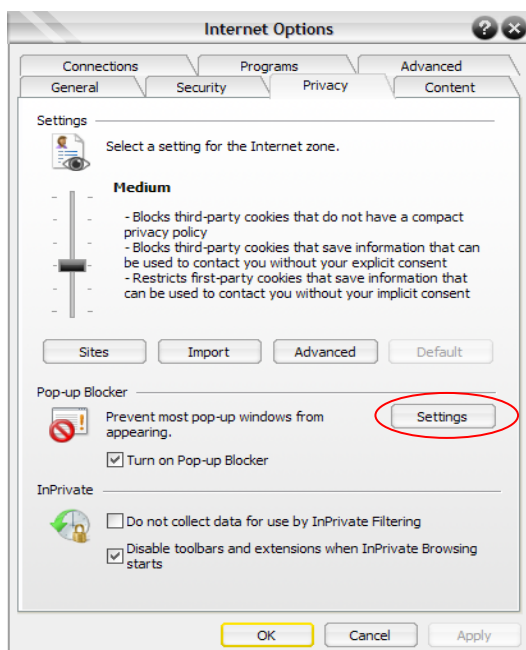 Internet Options
Connections Programs Advanced
General Security Privacy Content
Settings
Select a setting for the Internet zone.
Medium
- Blocks third-party cookies that do not have a compact
privacy policy
- Blocks third-party cookies that save information that can
be used to contact you without your explicit consent
- Restricts first-party cookies that save information that
can be used to contact you without your implicit consent
Sites Import Advanced Default
Pop-up Blocker
Prevent most pop-up windows from
appearing.
Settings
Turn on Pop-up Blocker
InPrivate
Do not collect data for use by InPrivate Filtering
Disable toolbars and extensions when InPrivate Browsing
starts
OK Cancel Apply